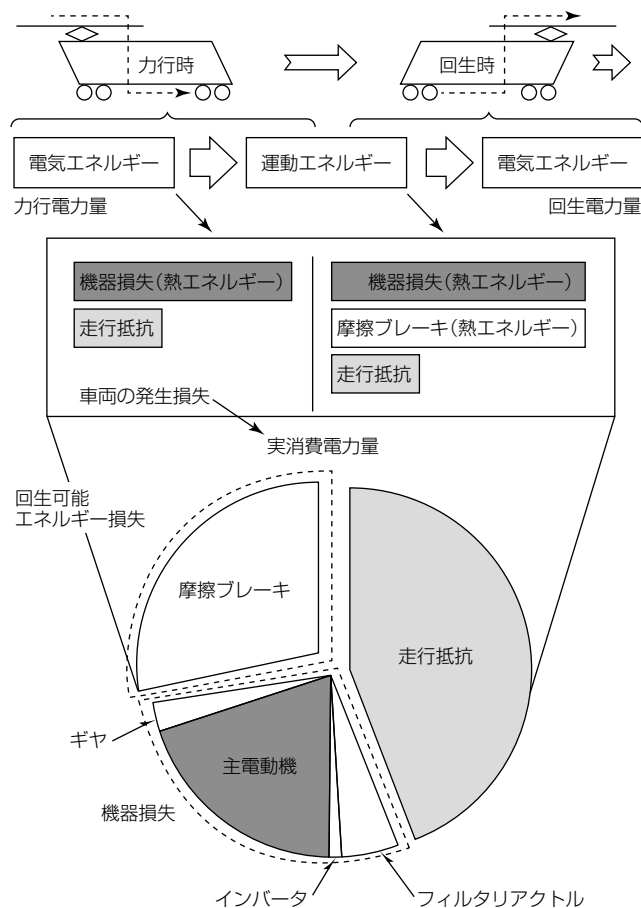 力行時
回生時
電気エネルギー
運動エネルギー
電気エネルギー
力行電力量
回生電力量
機器損失(熱エネルギー)
走行抵抗
機器損失(熱エネルギー)
摩擦ブレーキ(熱エネルギー)
走行抵抗
車両の発生損失
実消費電力量
回生可能
エネルギー損失
摩擦ブレーキ
走行抵抗
ギヤ
主電動機
機器損失
インバータ
フィルタリアクトル